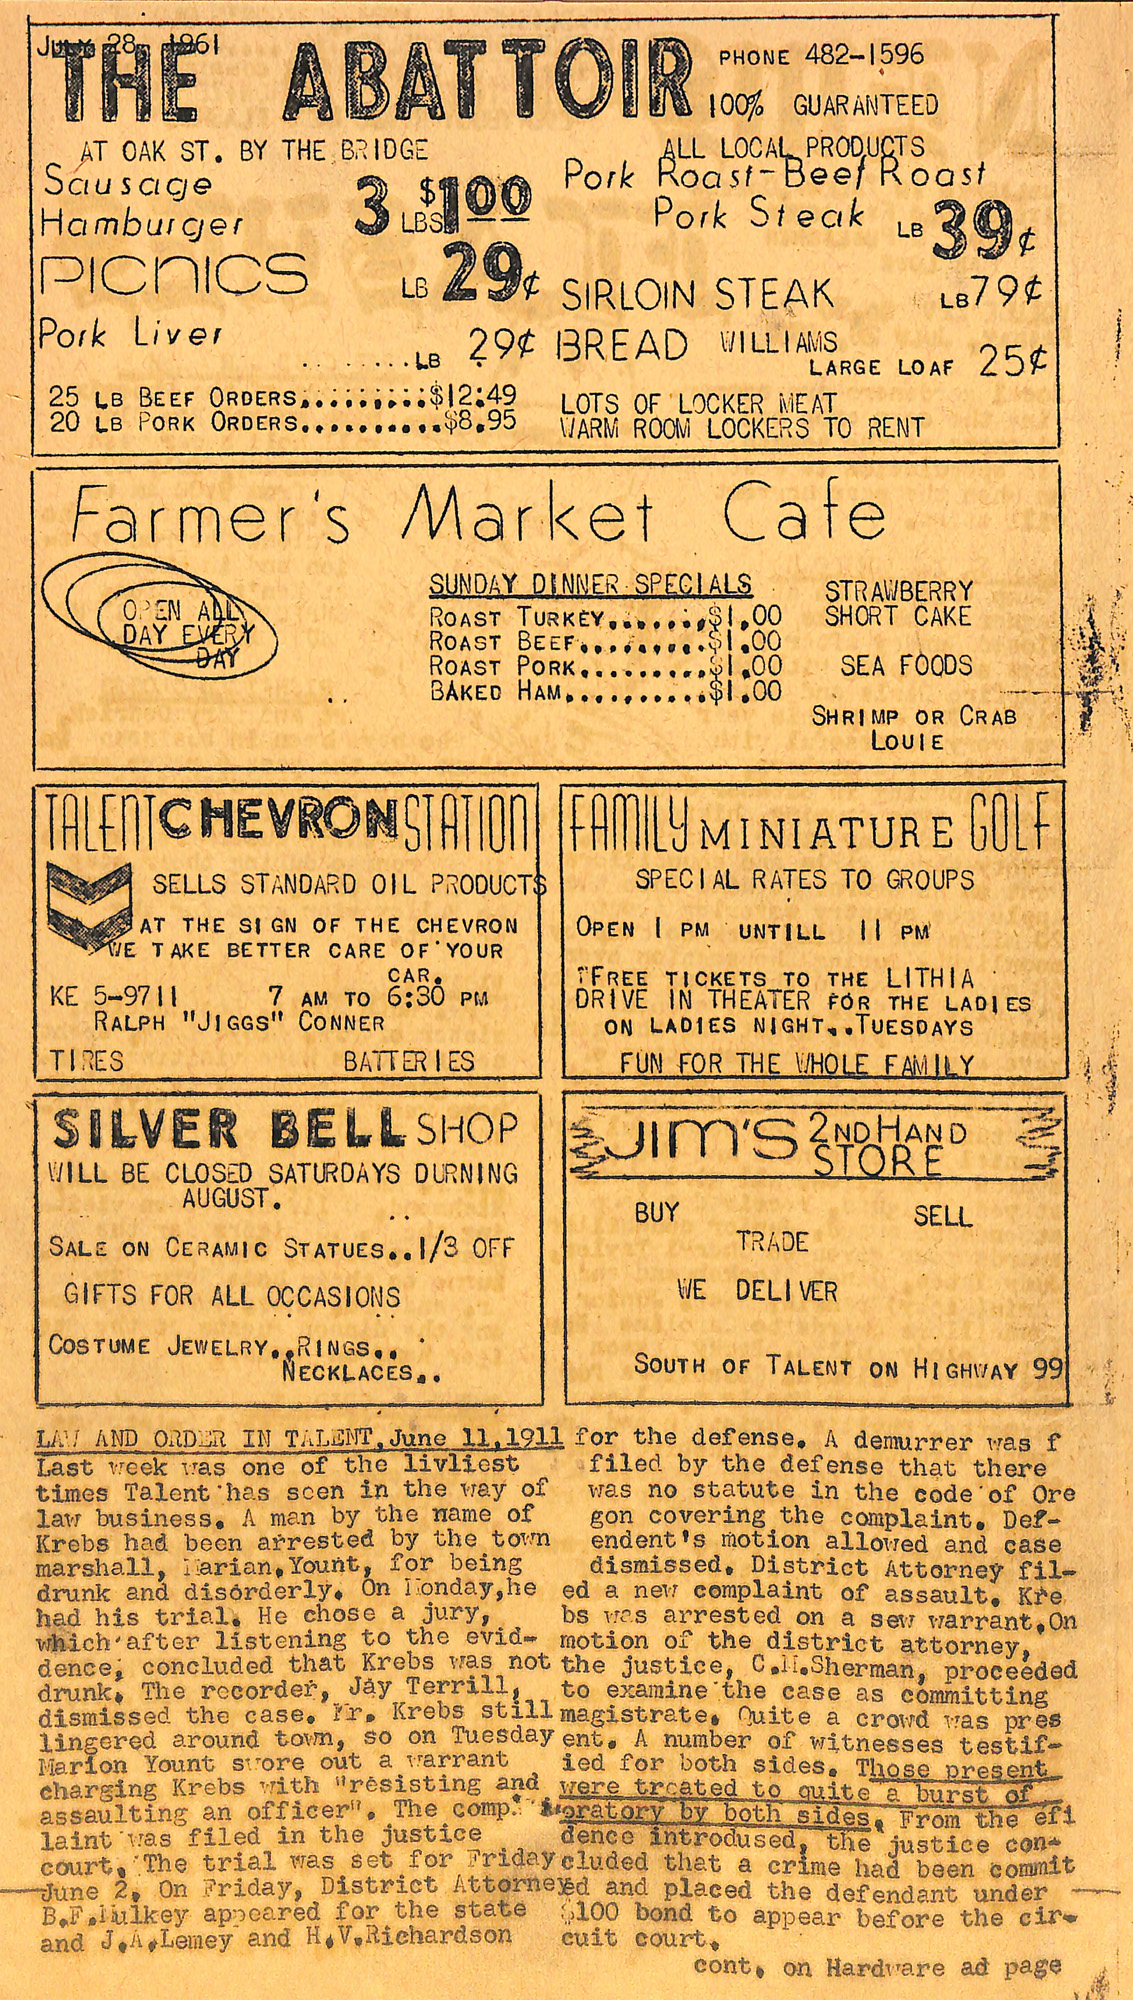 July 28, 1961
THE ABATTOIR
PHONE 482-1596
100% GUARANTEED
AT OAK ST. BY THE BRIDGE
ALL LOCAL PRODUCTS
Sausage
Hamburger
3 LBS $1.00
PICNICS
LB 29¢
Pork Liver
........LB 29¢
25 LB BEEF ORDERS..........$12:49
20 LB PORK ORDERS..........$8.95
Pork Roast-Beef Roast
Pork Steak LB 39¢
SIRLOIN STEAK LB 79¢
BREAD WILLIAMS
LARGE LOAF 25¢
LOTS OF LOCKER MEAT
WARM ROOM LOCKERS TO RENT
Farmer's Market Cafe
OPEN ALL
DAY EVERY
DAY
SUNDAY DINNER SPECIALS
ROAST TURKEY.......$1.00
ROAST BEEF.........$1.00
ROAST PORK.........$1.00
BAKED HAM..........$1.00
STRAWBERRY
SHORT CAKE
SEA FOODS
SHRIMP OR CRAB
LOUIE
TALENT CHEVRON STATION
SELLS STANDARD OIL PRODUCTS
AT THE SIGN OF THE CHEVRON
WE TAKE BETTER CARE OF YOUR
CAR.
KE 5-9711 7 AM TO 6:30 PM
RALPH "JIGGS" CONNER
TIRES BATTERIES
FAMILY MINIATURE GOLF
SPECIAL RATES TO GROUPS
OPEN 1 PM UNTILL 11 PM
FREE TICKETS TO THE LITHIA
DRIVE IN THEATER FOR THE LADIES
ON LADIES NIGHT..TUESDAYS
FUN FOR THE WHOLE FAMILY
SILVER BELL SHOP
WILL BE CLOSED SATURDAYS DURNING
AUGUST.
SALE ON CERAMIC STATUES..1/3 OFF
GIFTS FOR ALL OCCASIONS
COSTUME JEWELRY..RINGS..
NECKLACES..
JIM'S 2ND HAND
STORE
BUY SELL
TRADE
WE DELIVER
SOUTH OF TALENT ON HIGHWAY 99
LAW AND ORDER IN TALENT, June 11, 1911
Last week was one of the livliest
times Talent has seen in the way of
law business. A man by the name of
Krebs had been arrested by the town
marshall, Marian, Yount, for being
drunk and disorderly. On Monday, he
had his trial. He chose a jury,
which after listening to the evid-
dence, concluded that Krebs was not
drunk. The recorder, Jay Terrill,
dismissed the case. Mr. Krebs still
lingered around town, so on Tuesday
Marion Yount swore out a warrant
charging Krebs with "resisting and
assaulting an officer". The comp-
laint was filed in the justice
court. The trial was set for Friday
June 2. On Friday, District Attorney
B.F.Mulkey appeared for the state
and J.A.Lemey and H.V.Richardson
for the defense. A demurrer was f
filed by the defense that there
was no statute in the code of Ore
gon covering the complaint. Def-
endent's motion allowed and case
dismissed. District Attorney fil-
ed a new complaint of assault. Kre
bs was arrested on a sew warrant. On
motion of the district attorney,
the justice, C.M.Sherman, proceeded
to examine the case as committing
magistrate. Quite a crowd was pres
ent. A number of witnesses testif-
ied for both sides. Those present
were treated to quite a burst of
oratory by both sides. From the efi
dence introdused, the justice con-
cluded that a crime had been commit
ed and placed the defendant under
$100 bond to appear before the cir-
cuit court.
cont. on Hardware ad page